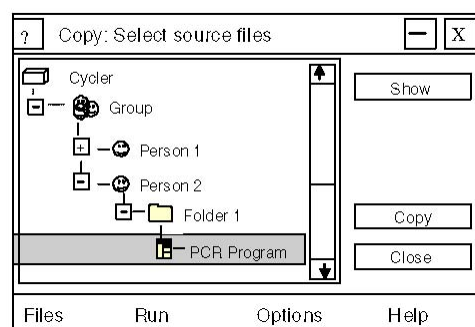 ? Copy: Select source files X
Cycler
Show
Group
Person 1
Person 2
Folder 1
Copy
PCR Program
Close
Files Run Options Help